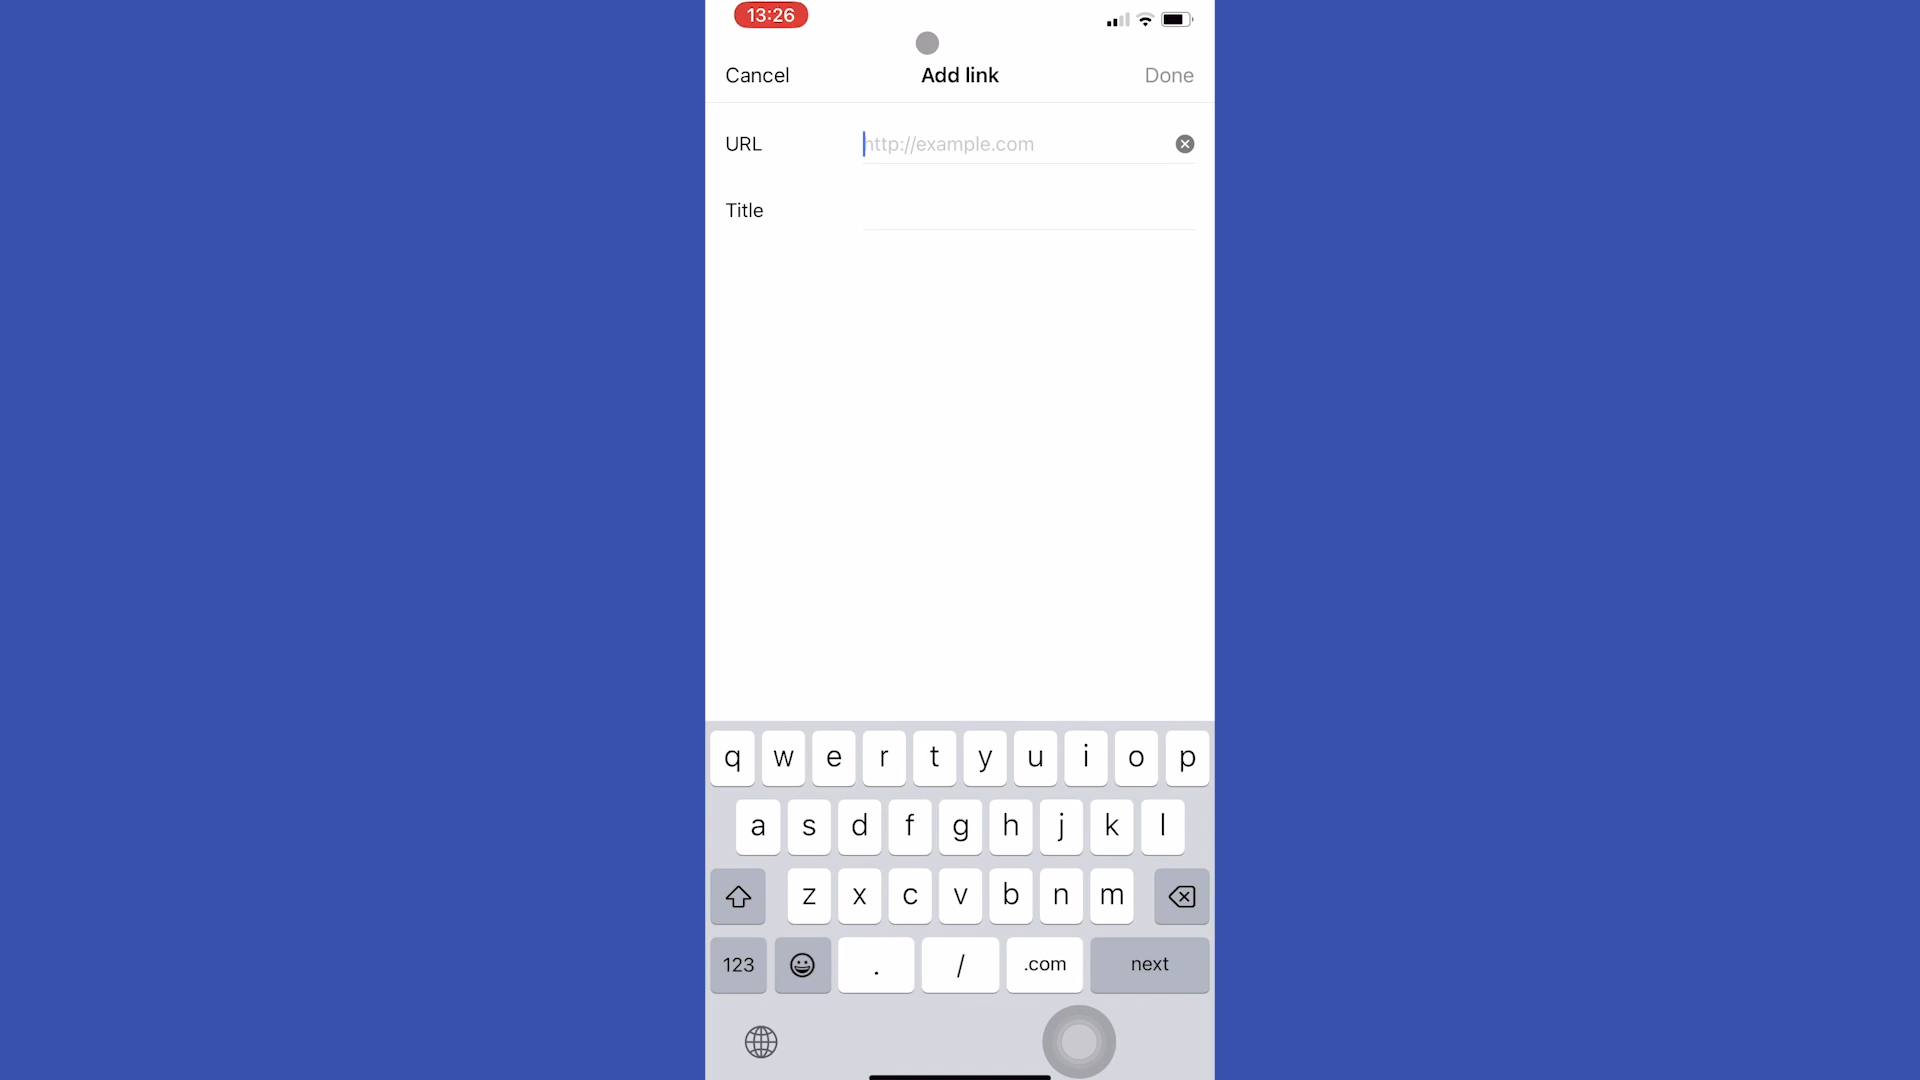 13:26
Cancel Add link Done
URL http://example.com
Title
q w e r t y u i o p
a s d f g h j k l
z x c v b n m
123 . / .com next